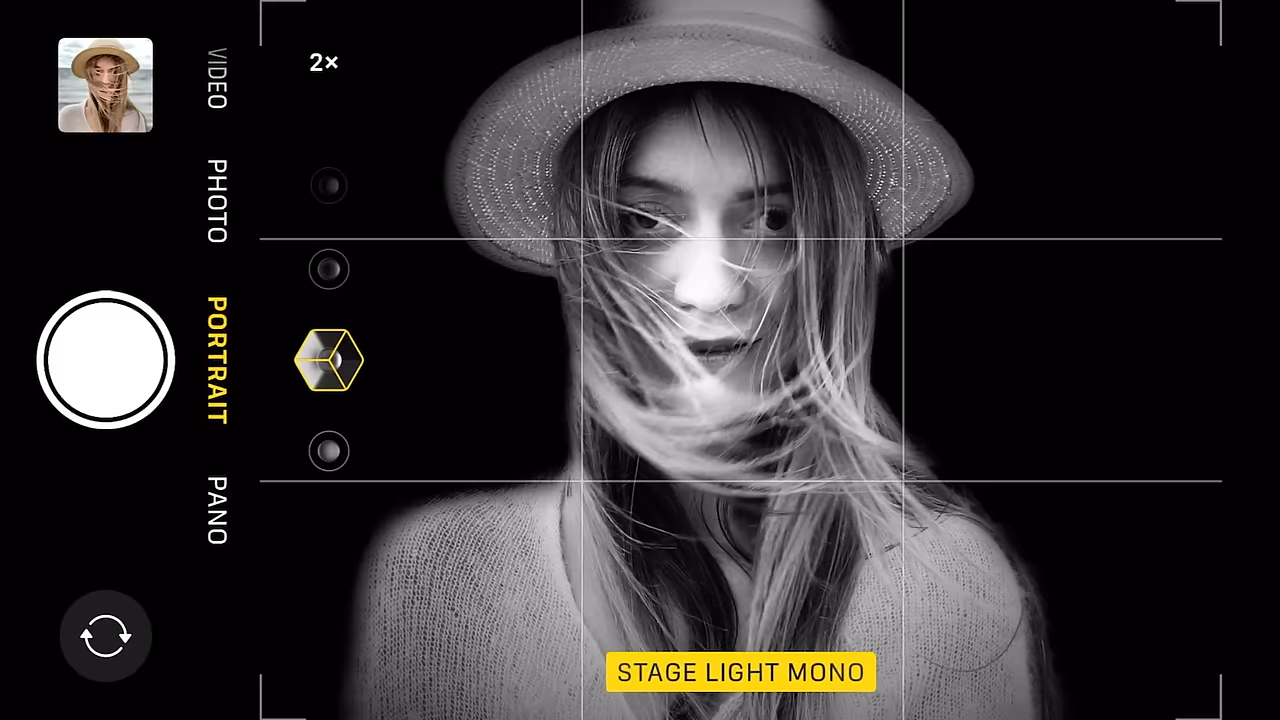 VIDEO
PHOTO
PORTRAIT
PANO
2×
STAGE LIGHT MONO